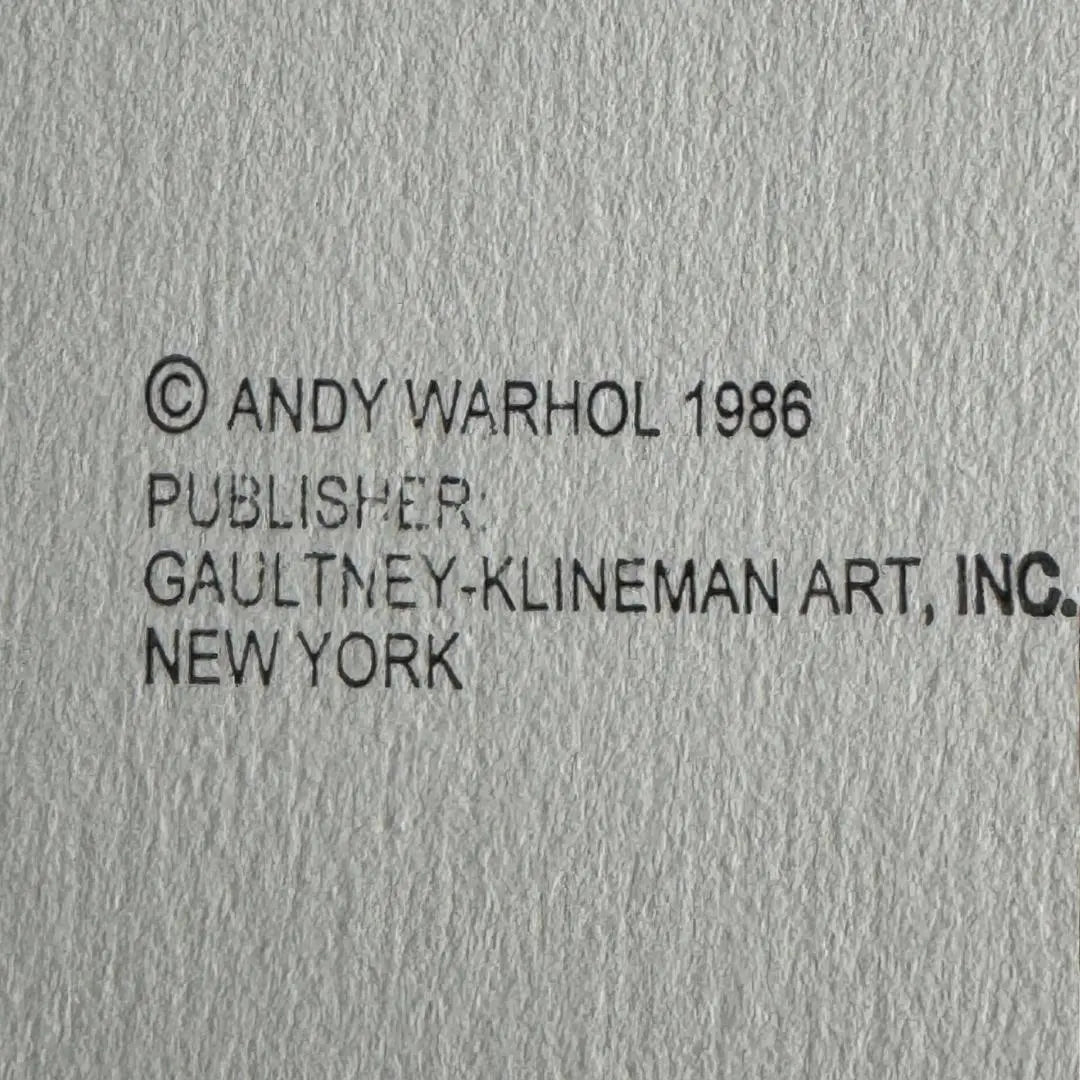 © ANDY WARHOL 1986
PUBLISHER:
GAULTNEY-KLINEMAN ART, INC.
NEW YORK